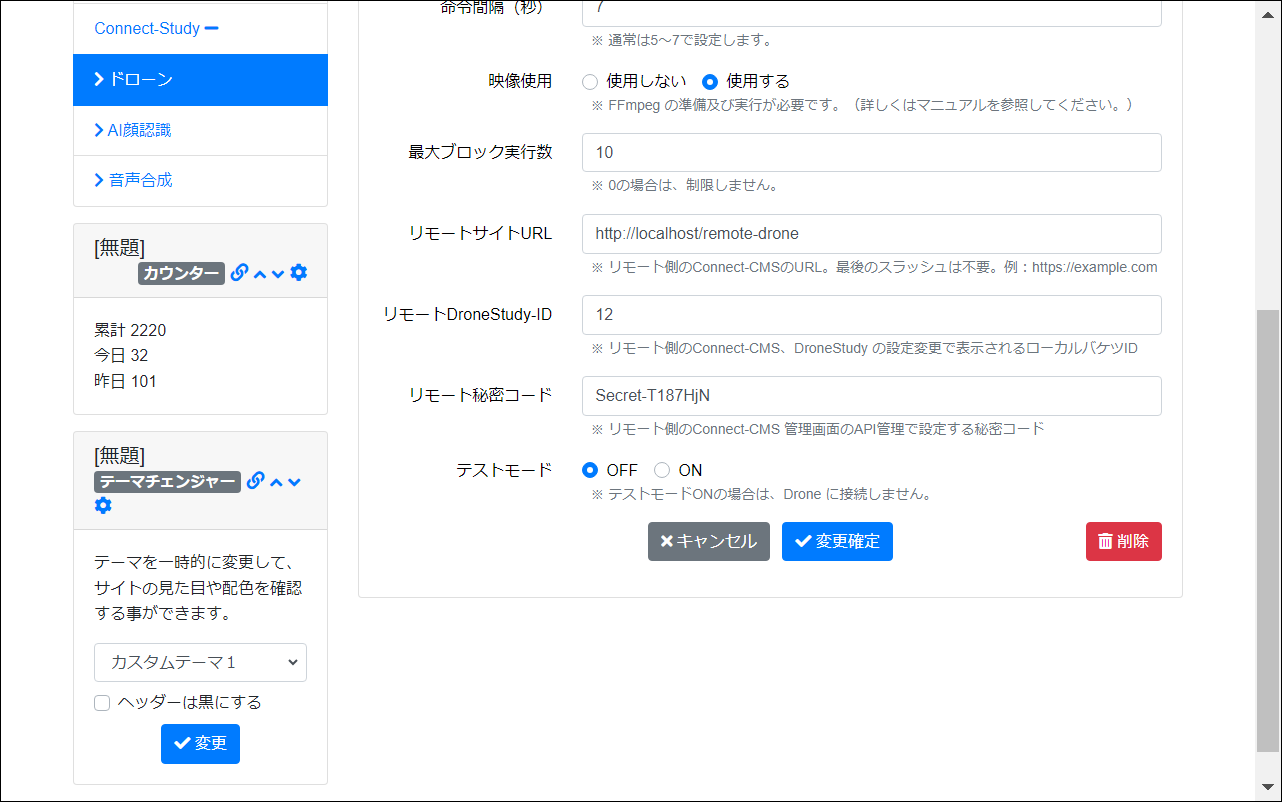 Connect-Study
ドローン
AI顔認識
音声合成
[無題]
カウンター
累計 2220
今日 32
昨日 101
[無題]
テーマチェンジャー
テーマを一時的に変更して、
サイトの見た目や配色を確認
する事ができます。
カスタムテーマ1
ヘッダーは黒にする
変更
命令間隔（秒）
7
※ 通常は5～7で設定します。
映像使用
使用しない 使用する
※ FFmpeg の準備及び実行が必要です。（詳しくはマニュアルを参照してください。）
最大ブロック実行数
10
※ 0の場合は、制限しません。
リモートサイトURL
http://localhost/remote-drone
※ リモート側のConnect-CMSのURL。最後のスラッシュは不要。例：https://example.com
リモートDroneStudy-ID
12
※ リモート側のConnect-CMS、DroneStudy の設定変更で表示されるローカルバケツID
リモート秘密コード
Secret-T187HjN
※ リモート側のConnect-CMS 管理画面のAPI管理で設定する秘密コード
テストモード
OFF ON
※ テストモードONの場合は、Drone に接続しません。
キャンセル 変更確定 削除